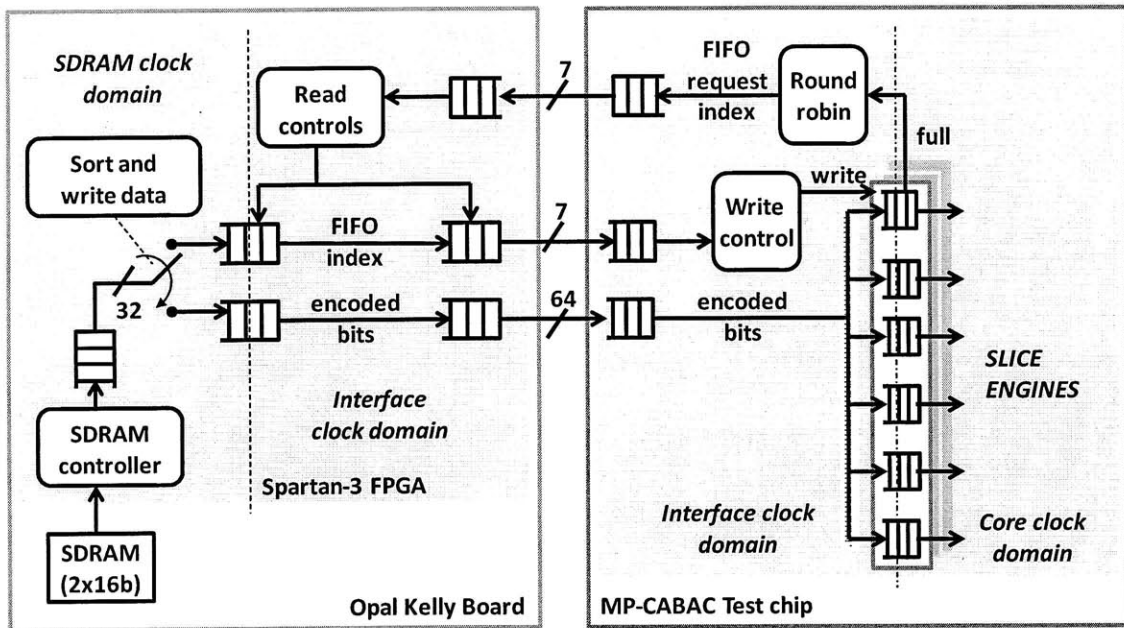 SDRAM clock
domain
Sort and
write data
32
SDRAM
controller
SDRAM
(2x16b)
Read
controls
FIFO
index
encoded
bits
Interface
clock domain
Spartan-3 FPGA
Opal Kelly Board
7
7
64
FIFO
request
index
Round
robin
full
write
Write
control
encoded
bits
SLICE
ENGINES
Interface clock
domain
Core clock
domain
MP-CABAC Test chip